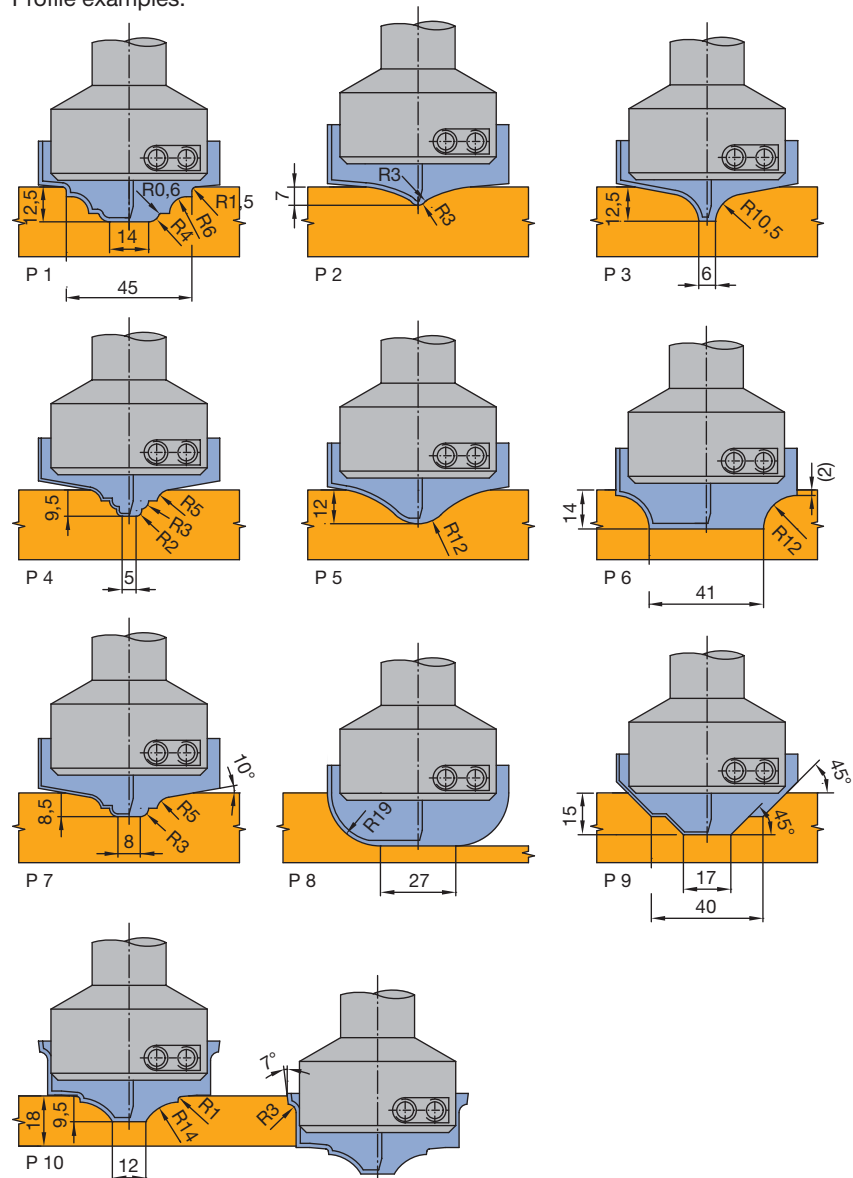 Profile examples:
12,5
R0,6
R1,5
R6
R4
14
P 1
45
7
R3
R3
P 2
12,5
R10,5
P 3
6
9,5
R5
R3
R2
P 4
5
12
R12
P 5
(2)
14
R12
P 6
41
10°
8,5
R5
R3
8
P 7
R19
P 8
27
45°
15
45°
P 9
17
40
7°
18
9,5
R1
R14
R3
P 10
12